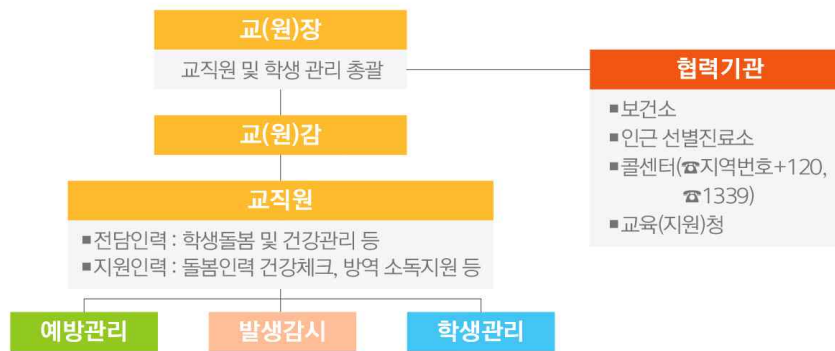 교(원)장
교직원 및 학생 관리 총괄
교(원)감
교직원
■전담인력 : 학생돌봄 및 건강관리 등
■지원인력 : 돌봄인력 건강체크, 방역 소독지원 등
예방관리
발생감시
학생관리
협력기관
■보건소
■인근 선별진료소
■콜센터(☎지역번호+120,
☎1339)
■교육(지원)청